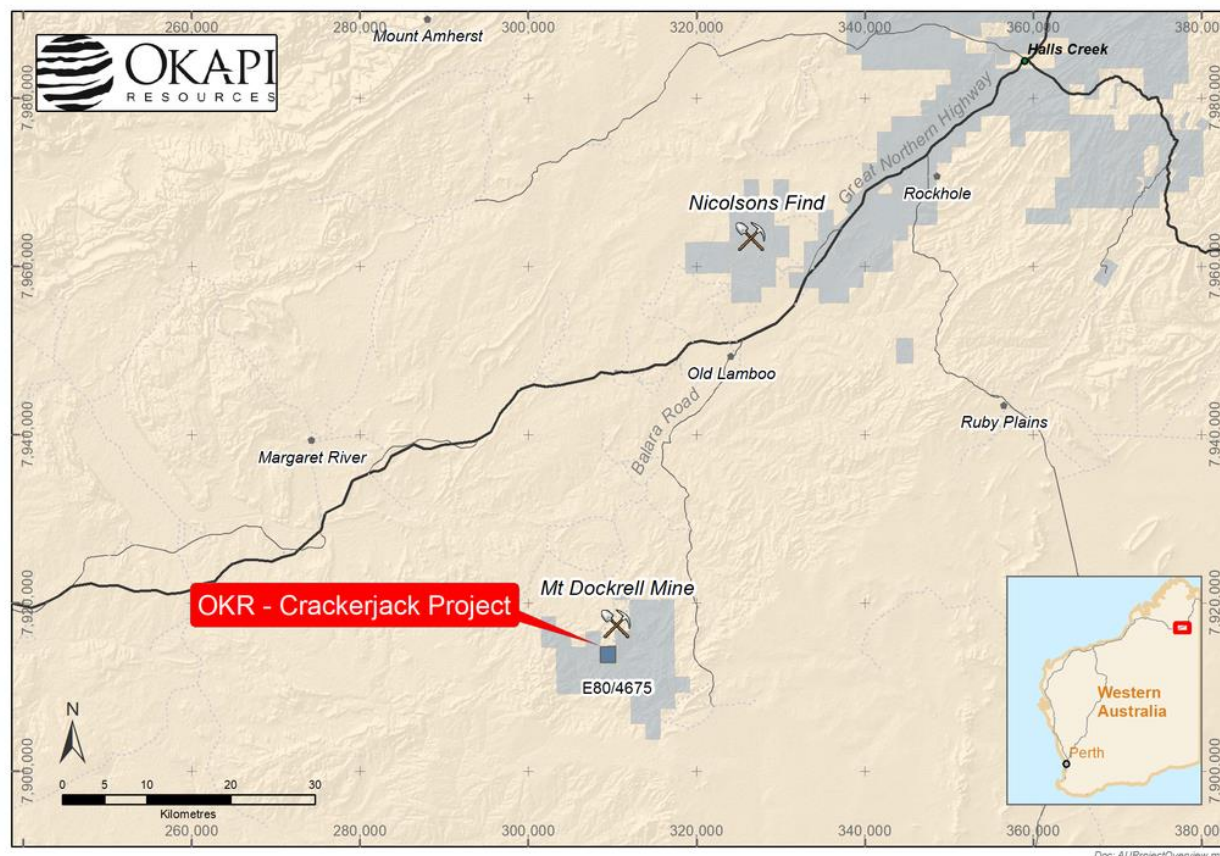 260,000
280,000
300,000
320,000
340,000
360,000
380,000
Mount Amherst
Halls Creek
OKAPI
RESOURCES
7,980,000
7,980,000
Great Northern Highway
Rockhole
Nicolsons Find
7,960,000
7,960,000
Old Lamboo
Ruby Plains
7,940,000
7,940,000
Margaret River
Balara Road
Mt Dockrell Mine
OKR - Crackerjack Project
7,920,000
7,920,000
E80/4675
Western
Australia
Perth
N
7,900,000
7,900,000
0 5 10 20 30
Kilometres
260,000
280,000
300,000
320,000
340,000
360,000
380,000